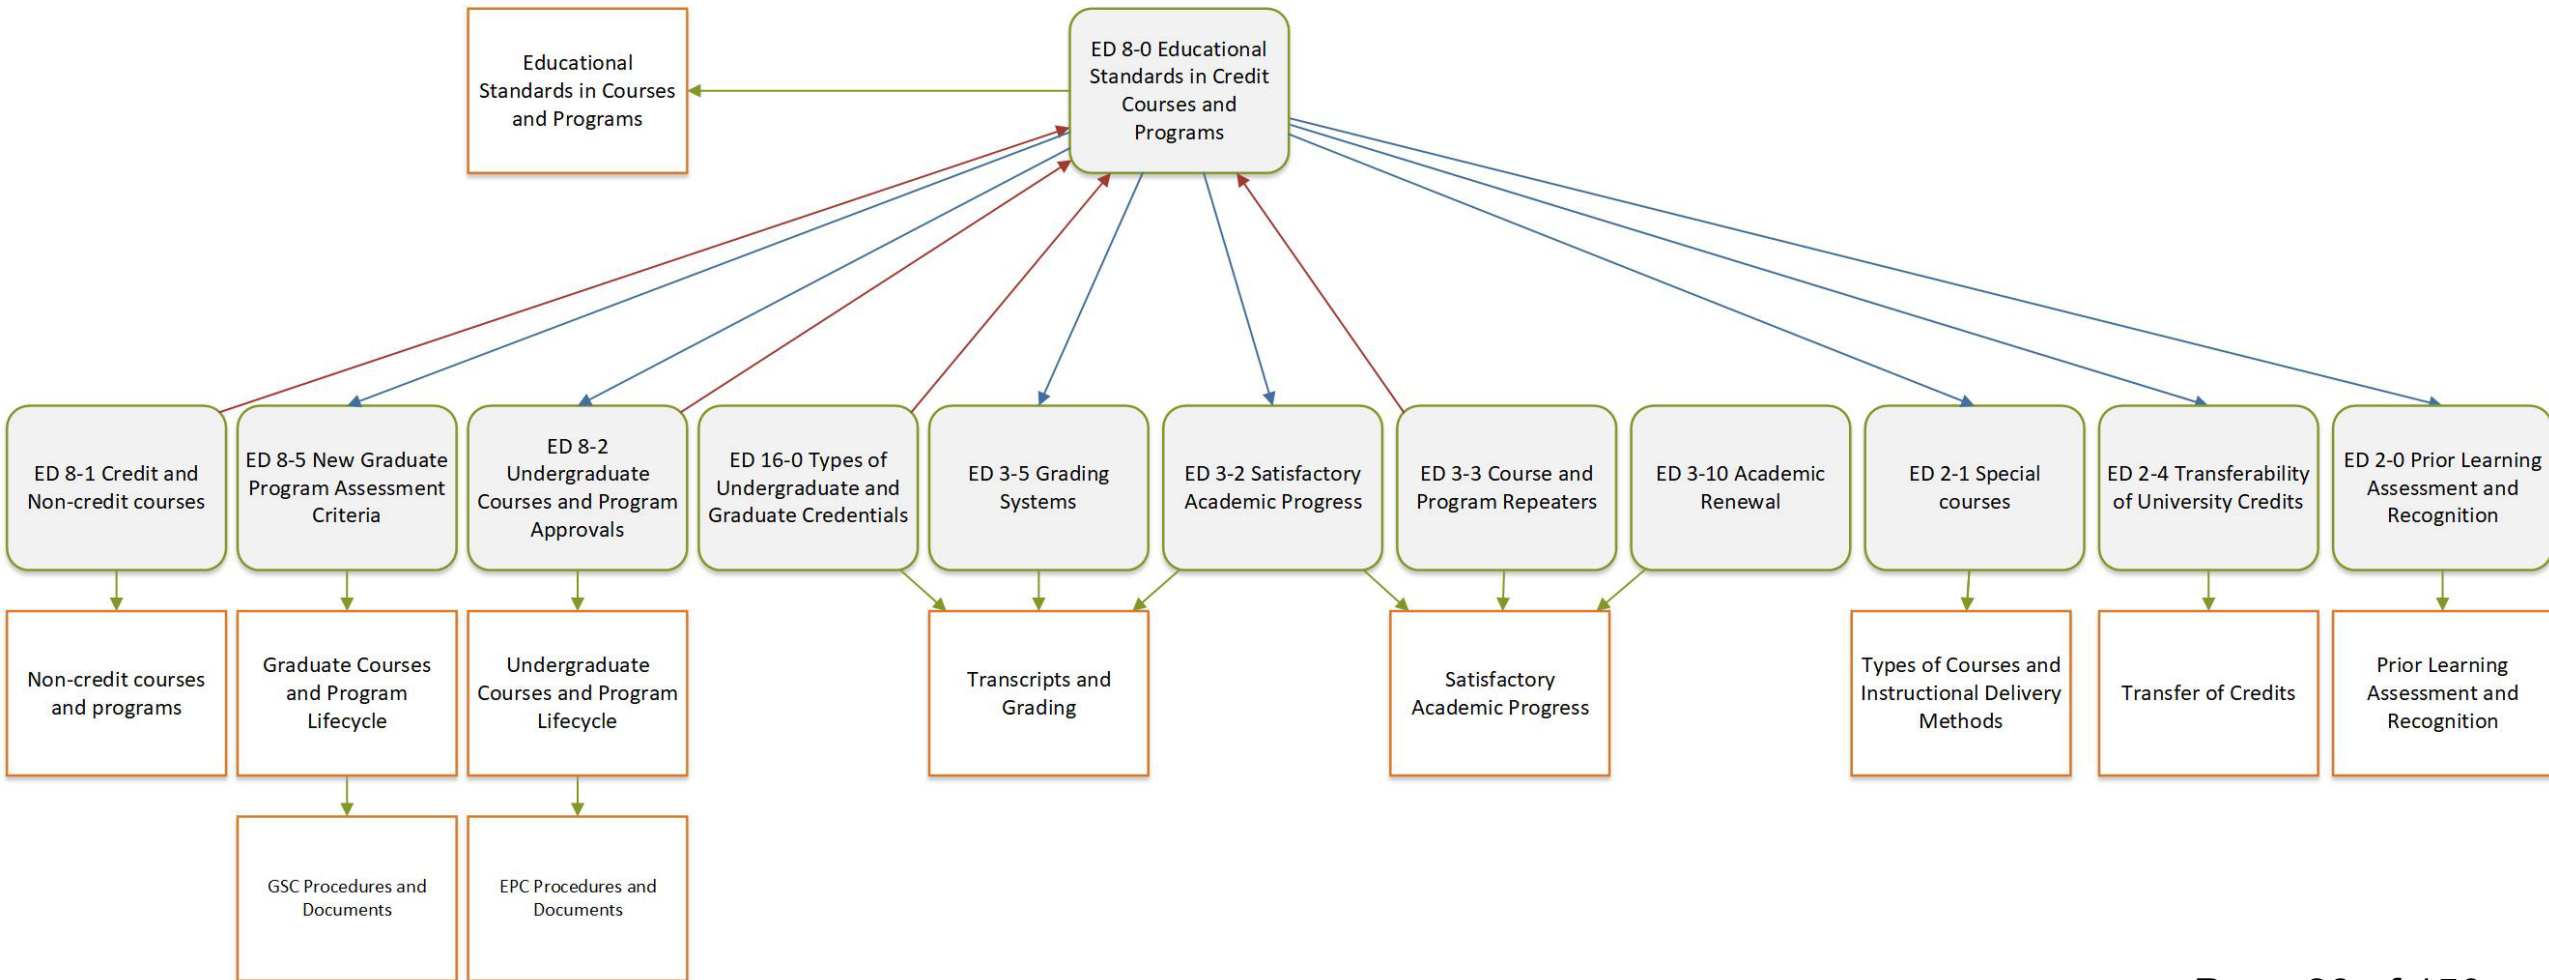 Educational
Standards in Courses
and Programs
ED 8-0 Educational
Standards in Credit
Courses and
Programs
ED 8-1 Credit and
Non-credit courses
ED 8-5 New Graduate
Program Assessment
Criteria
ED 8-2
Undergraduate
Courses and Program
Approvals
ED 16-0 Types of
Undergraduate and
Graduate Credentials
ED 3-5 Grading
Systems
ED 3-2 Satisfactory
Academic Progress
ED 3-3 Course and
Program Repeaters
ED 3-10 Academic
Renewal
ED 2-1 Special
courses
ED 2-4 Transferability
of University Credits
ED 2-0 Prior Learning
Assessment and
Recognition
Non-credit courses
and programs
Graduate Courses
and Program
Lifecycle
Undergraduate
Courses and Program
Lifecycle
Transcripts and
Grading
Satisfactory
Academic Progress
Types of Courses and
Instructional Delivery
Methods
Transfer of Credits
Prior Learning
Assessment and
Recognition
GSC Procedures and
Documents
EPC Procedures and
Documents